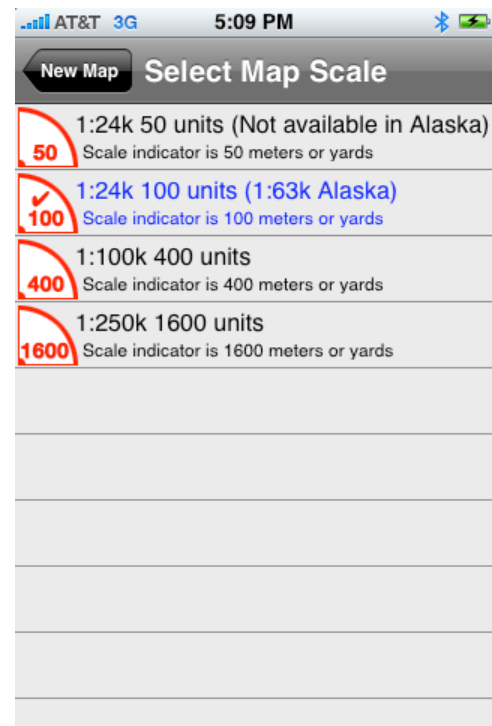 AT&T 3G 5:09 PM
New Map Select Map Scale
1:24k 50 units (Not available in Alaska)
50 Scale indicator is 50 meters or yards
1:24k 100 units (1:63k Alaska)
100 Scale indicator is 100 meters or yards
1:100k 400 units
400 Scale indicator is 400 meters or yards
1:250k 1600 units
1600 Scale indicator is 1600 meters or yards